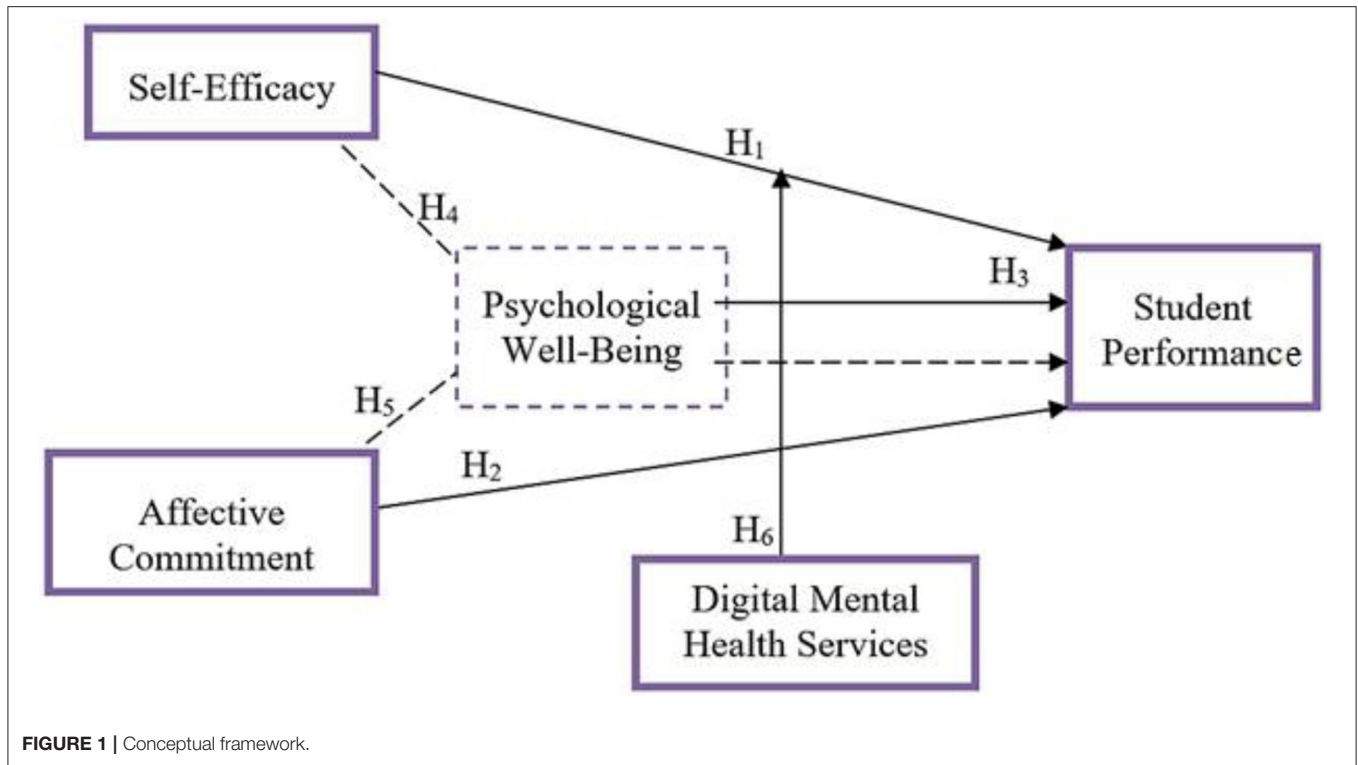 Self-Efficacy
H₁
H₄
Psychological
Well-Being
H₃
Student
Performance
H₅
H₂
Affective
Commitment
H₆
Digital Mental
Health Services
FIGURE 1 | Conceptual framework.